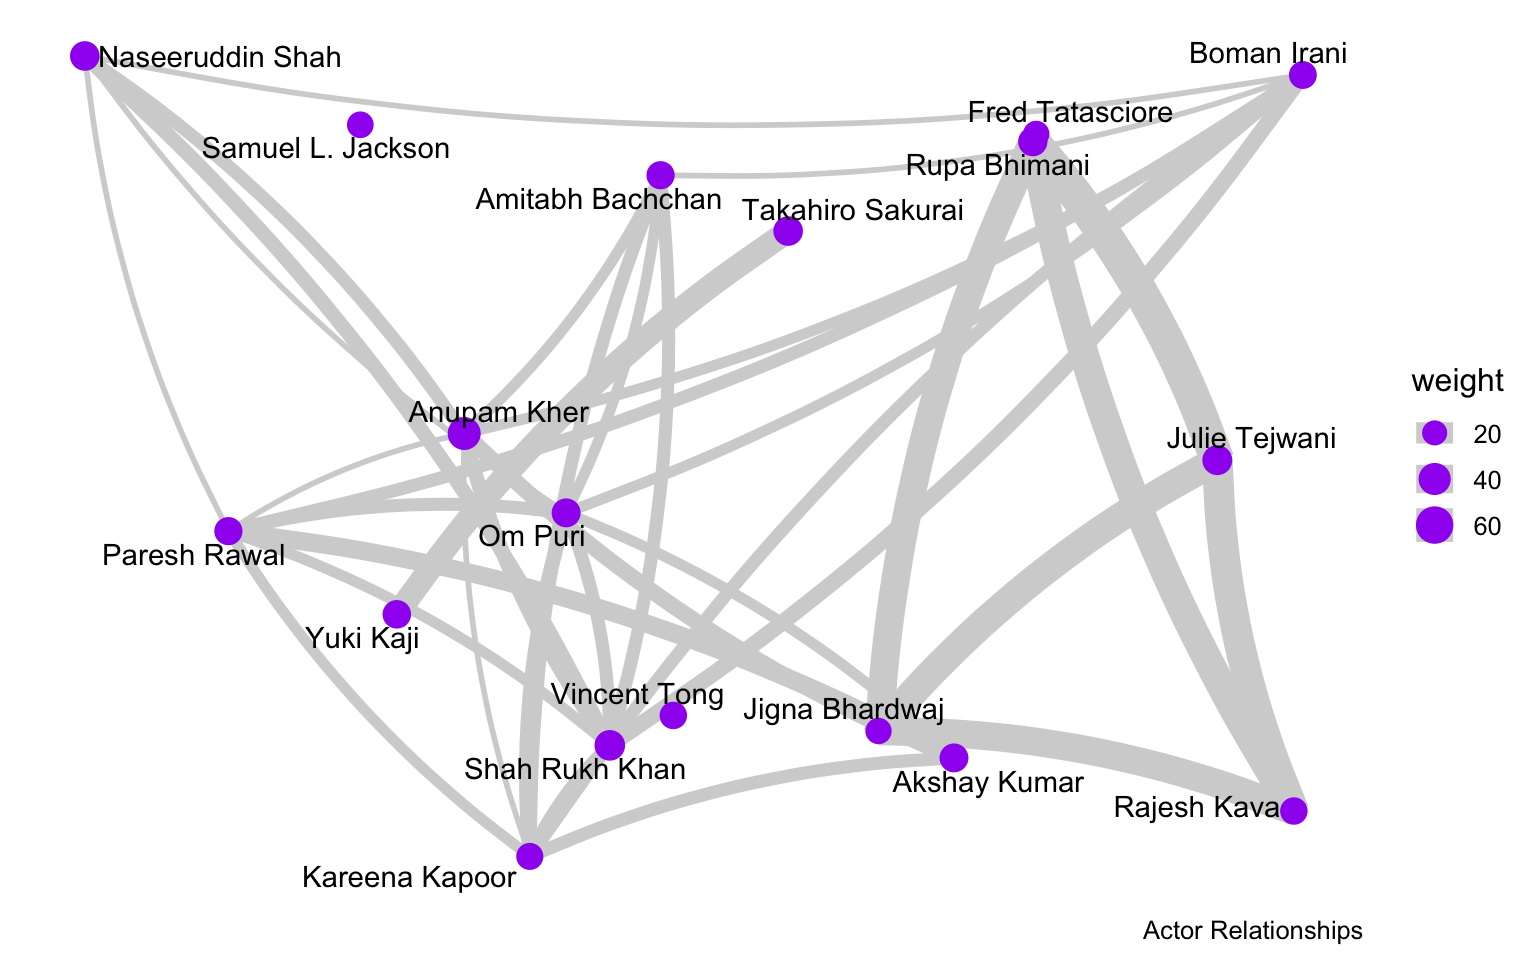 Naseeruddin Shah
Boman Irani
Fred Tatasciore
Samuel L. Jackson
Rupa Bhimani
Amitabh Bachchan
Takahiro Sakurai
weight
Anupam Kher
20
Julie Tejwani
40
60
Om Puri
Paresh Rawal
Yuki Kaji
Vincent Tong
Jigna Bhardwaj
Shah Rukh Khan
Akshay Kumar
Rajesh Kava
Kareena Kapoor
Actor Relationships